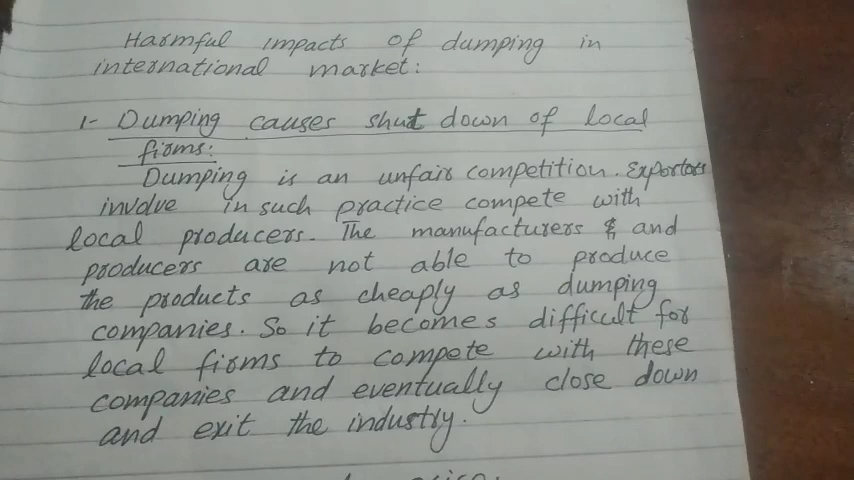 Harmful impacts of dumping in
international market:
1- Dumping causes shut down of local
firms:
Dumping is an unfair competition. Exporters
involve in such practice compete with
local producers. The manufacturers & and
producers are not able to produce
the products as cheaply as dumping
companies. So it becomes difficult for
local firms to compete with these
companies and eventually close down
and exit the industry.